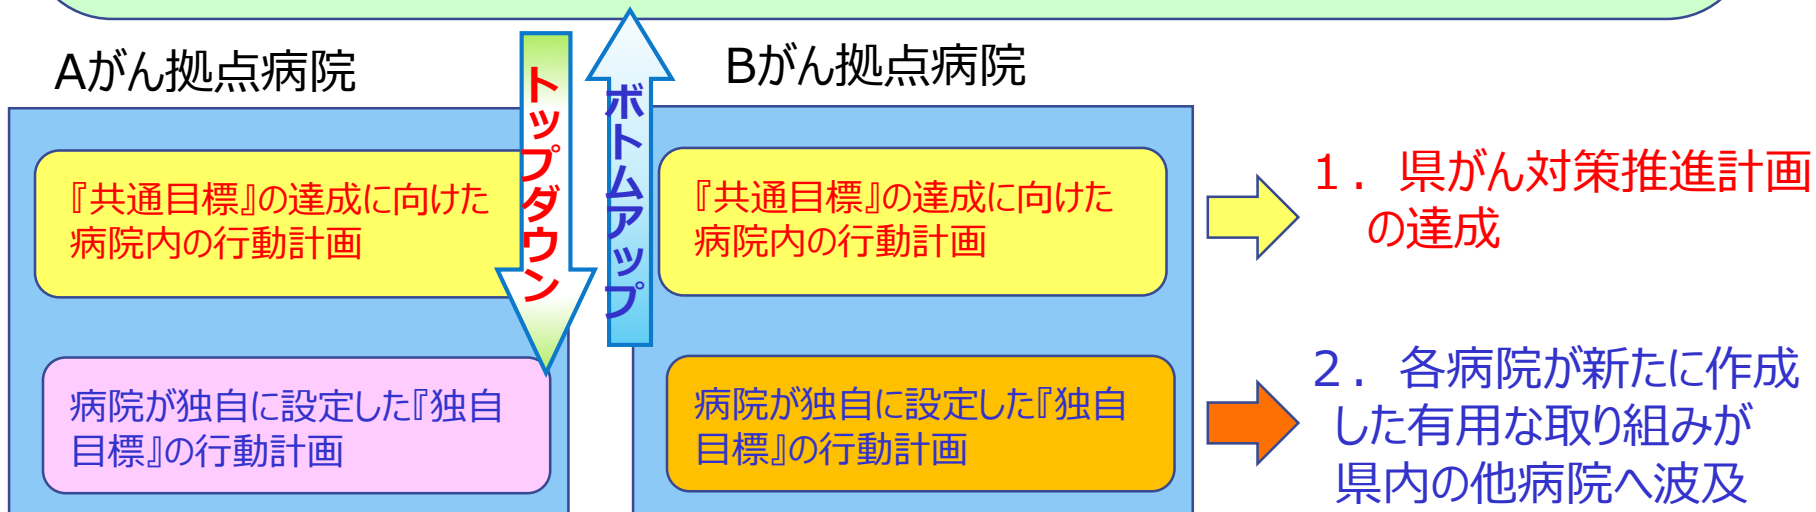 Aがん拠点病院
『共通目標』の達成に向けた
病院内の行動計画
病院が独自に設定した『独自
目標』の行動計画
トップダウン
ボトムアップ
Bがん拠点病院
『共通目標』の達成に向けた
病院内の行動計画
病院が独自に設定した『独自
目標』の行動計画
１．県がん対策推進計画
の達成
２．各病院が新たに作成
した有用な取り組みが
県内の他病院へ波及